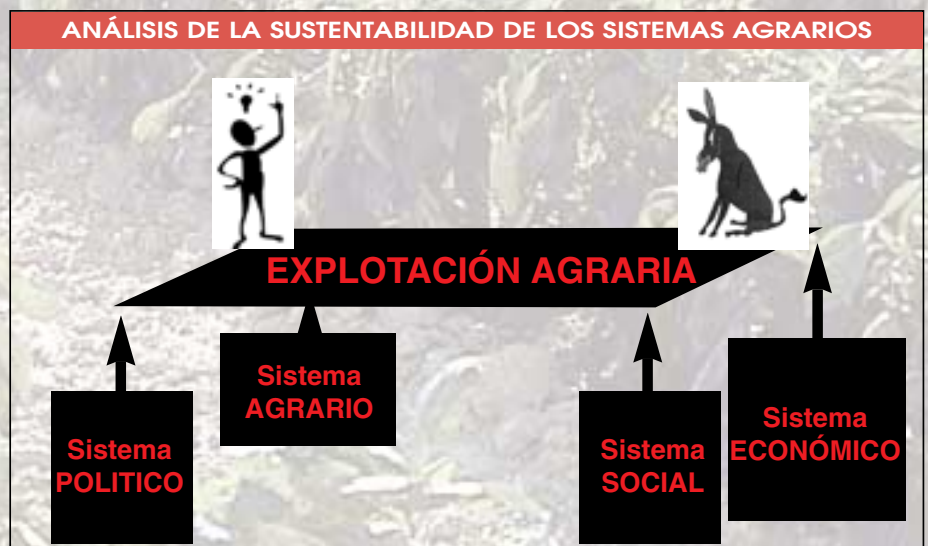 ANÁLISIS DE LA SUSTENTABILIDAD DE LOS SISTEMAS AGRARIOS
EXPLOTACIÓN AGRARIA
Sistema
AGRARIO
Sistema
POLITICO
Sistema
SOCIAL
Sistema
ECONÓMICO